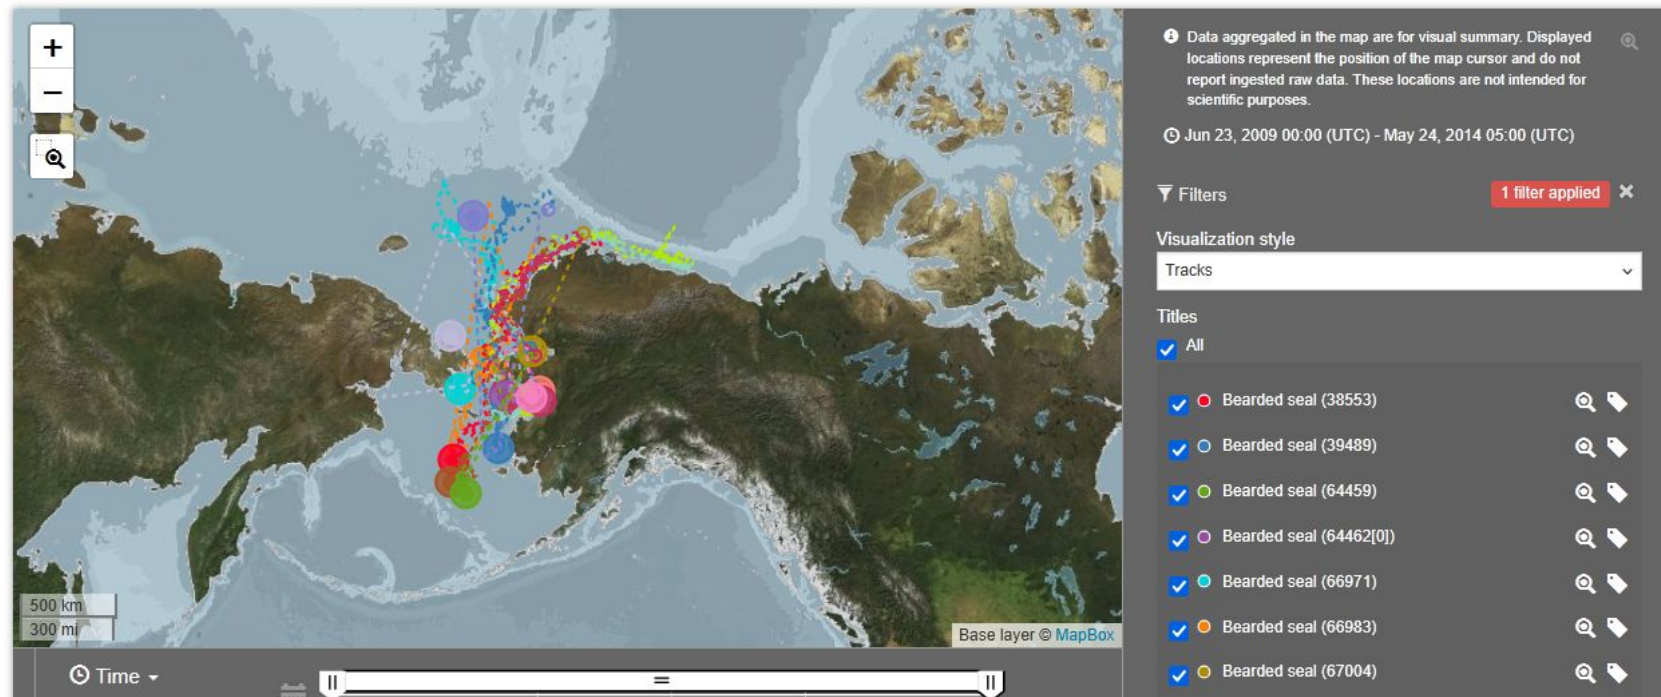 +
−
500 km
300 mi
Base layer © MapBox
Time
Data aggregated in the map are for visual summary. Displayed
locations represent the position of the map cursor and do not
report ingested raw data. These locations are not intended for
scientific purposes.
Jun 23, 2009 00:00 (UTC) - May 24, 2014 05:00 (UTC)
Filters 1 filter applied
Visualization style
Tracks
Titles
All
Bearded seal (38553)
Bearded seal (39489)
Bearded seal (64459)
Bearded seal (64462[0])
Bearded seal (66971)
Bearded seal (66983)
Bearded seal (67004)